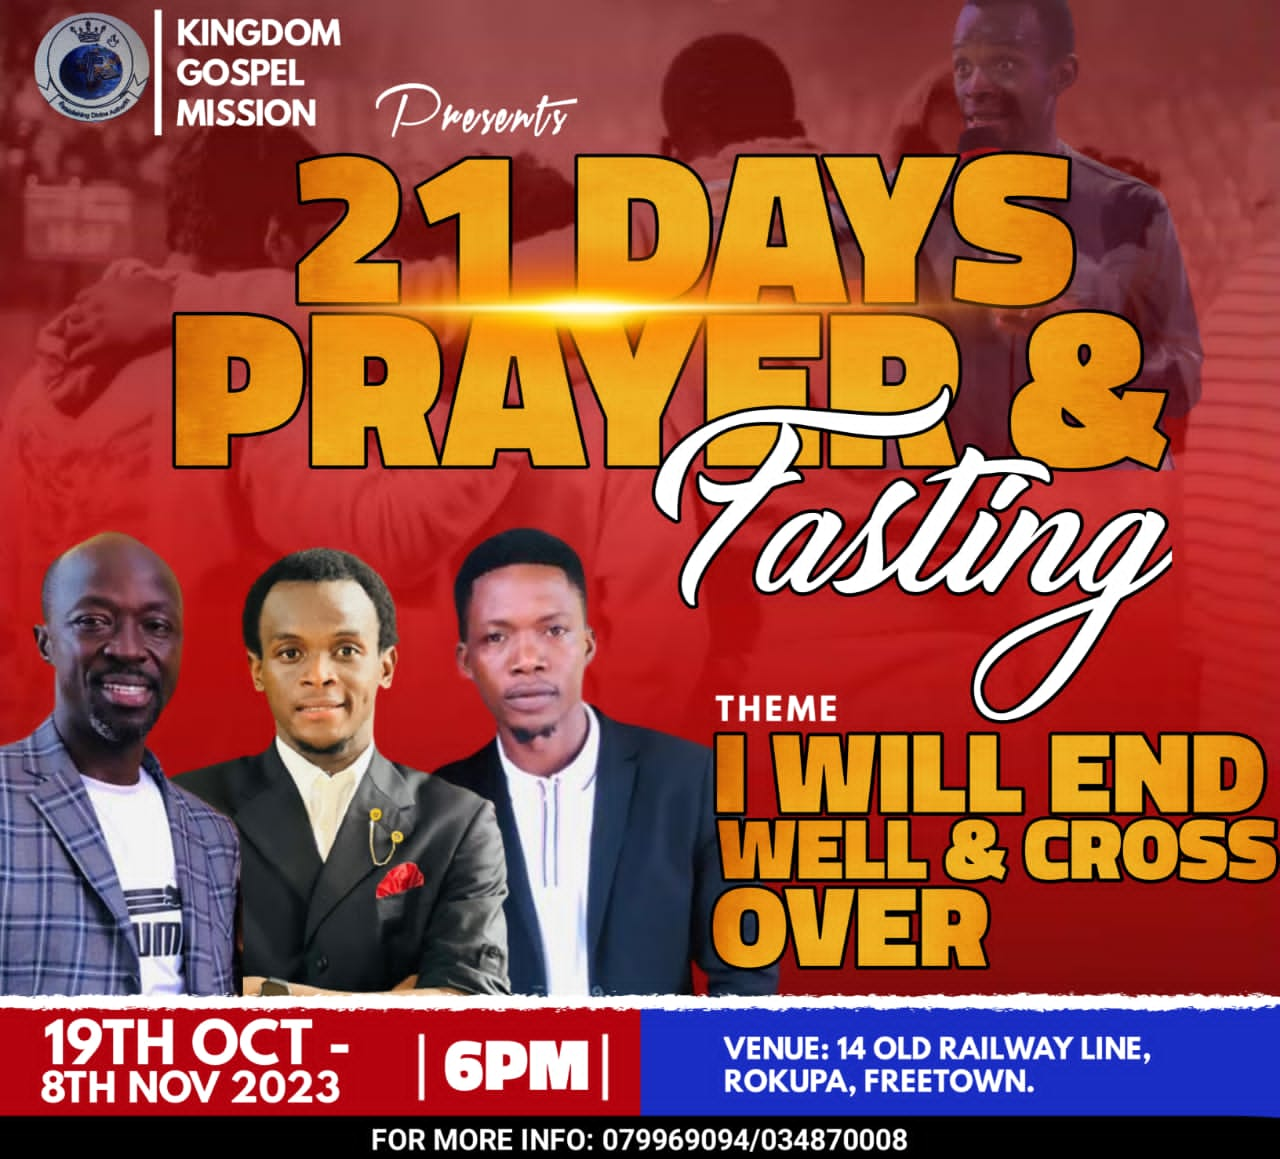 KINGDOM
GOSPEL
MISSION
Presents
21 DAYS
PRAYER &
Fasting
THEME
I WILL END
WELL & CROSS
OVER
19TH OCT -
8TH NOV 2023
|6PM|
VENUE: 14 OLD RAILWAY LINE,
ROKUPA, FREETOWN.
FOR MORE INFO: 079969094/034870008